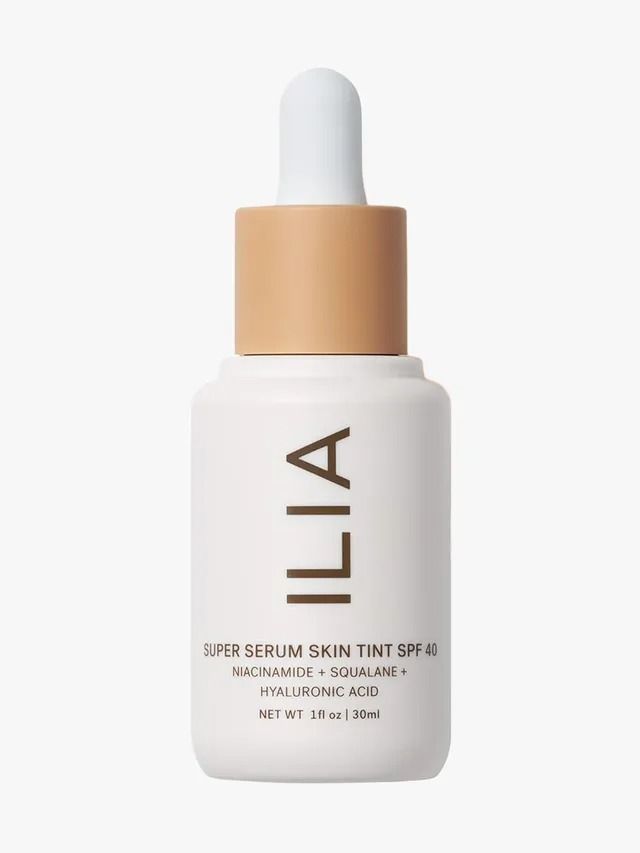 ILIA
SUPER SERUM SKIN TINT SPF 40
NIACINAMIDE + SQUALANE +
HYALURONIC ACID
NET WT 1fl oz | 30ml